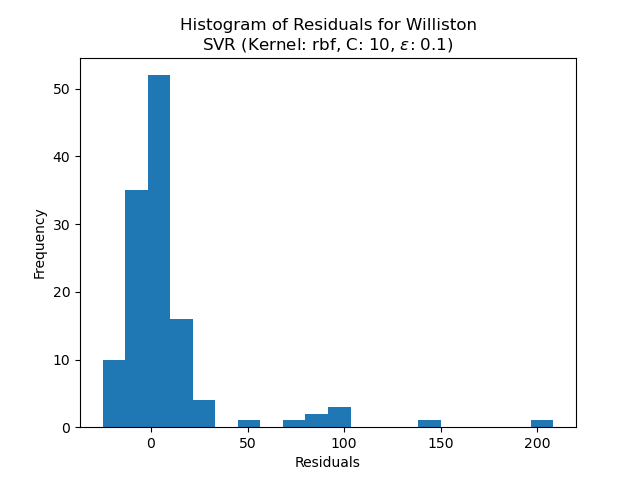 Histogram of Residuals for Williston
SVR (Kernel: rbf, C: 10, ε: 0.1)
50
40
30
20
10
0
Frequency
0 50 100 150 200
Residuals